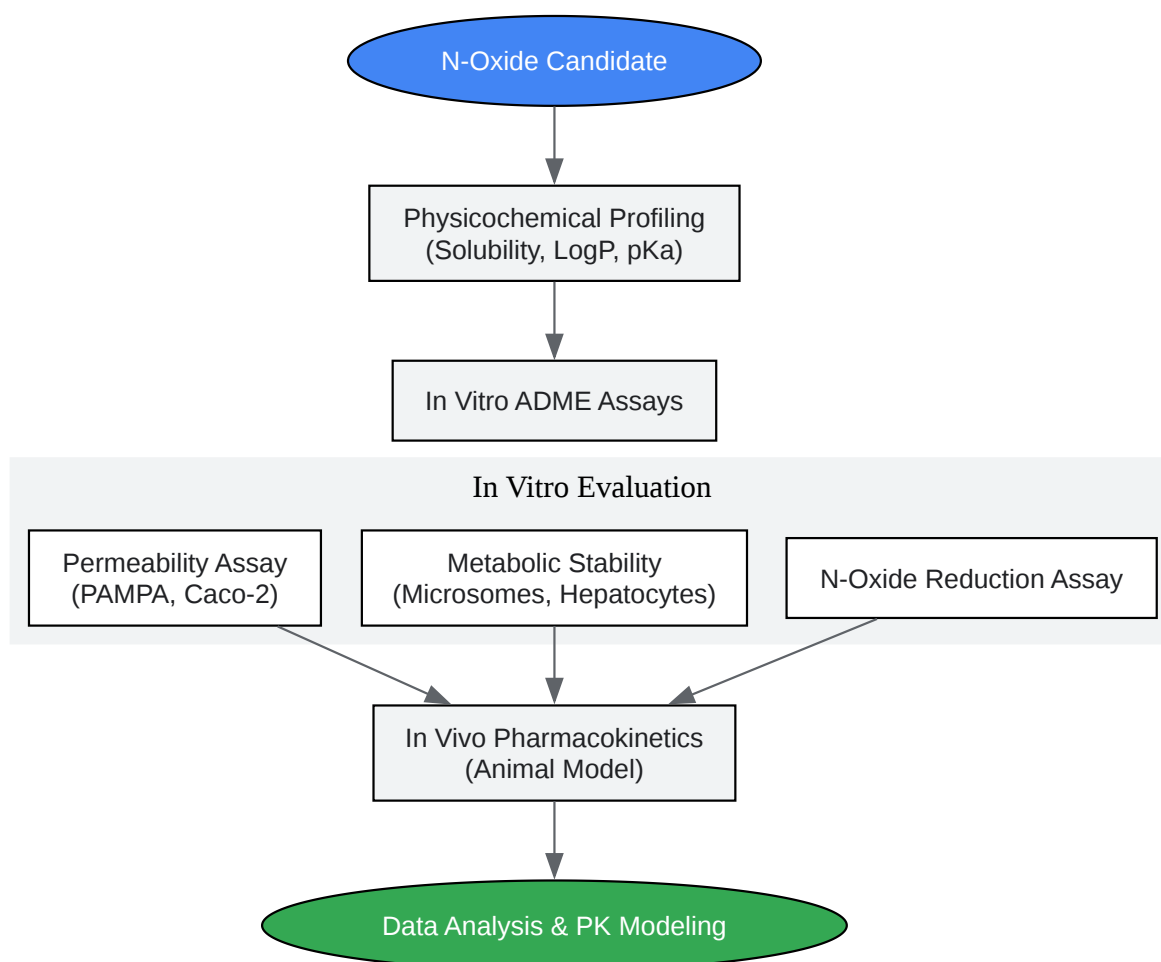 N-Oxide Candidate
Physicochemical Profiling
(Solubility, LogP, pKa)
In Vitro ADME Assays
In Vitro Evaluation
Permeability Assay
(PAMPA, Caco-2)
Metabolic Stability
(Microsomes, Hepatocytes)
N-Oxide Reduction Assay
In Vivo Pharmacokinetics
(Animal Model)
Data Analysis & PK Modeling